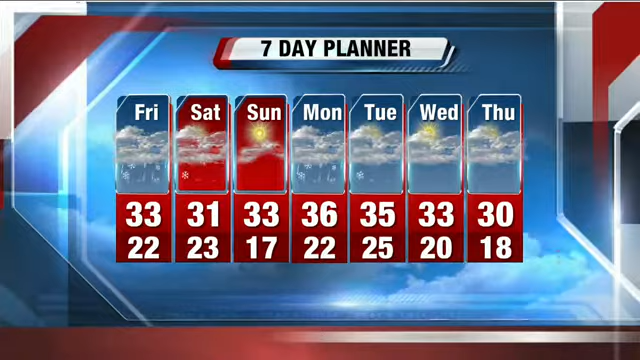 7 DAY PLANNER
Fri Sat Sun Mon Tue Wed Thu
33 31 33 36 35 33 30
22 23 17 22 25 20 18